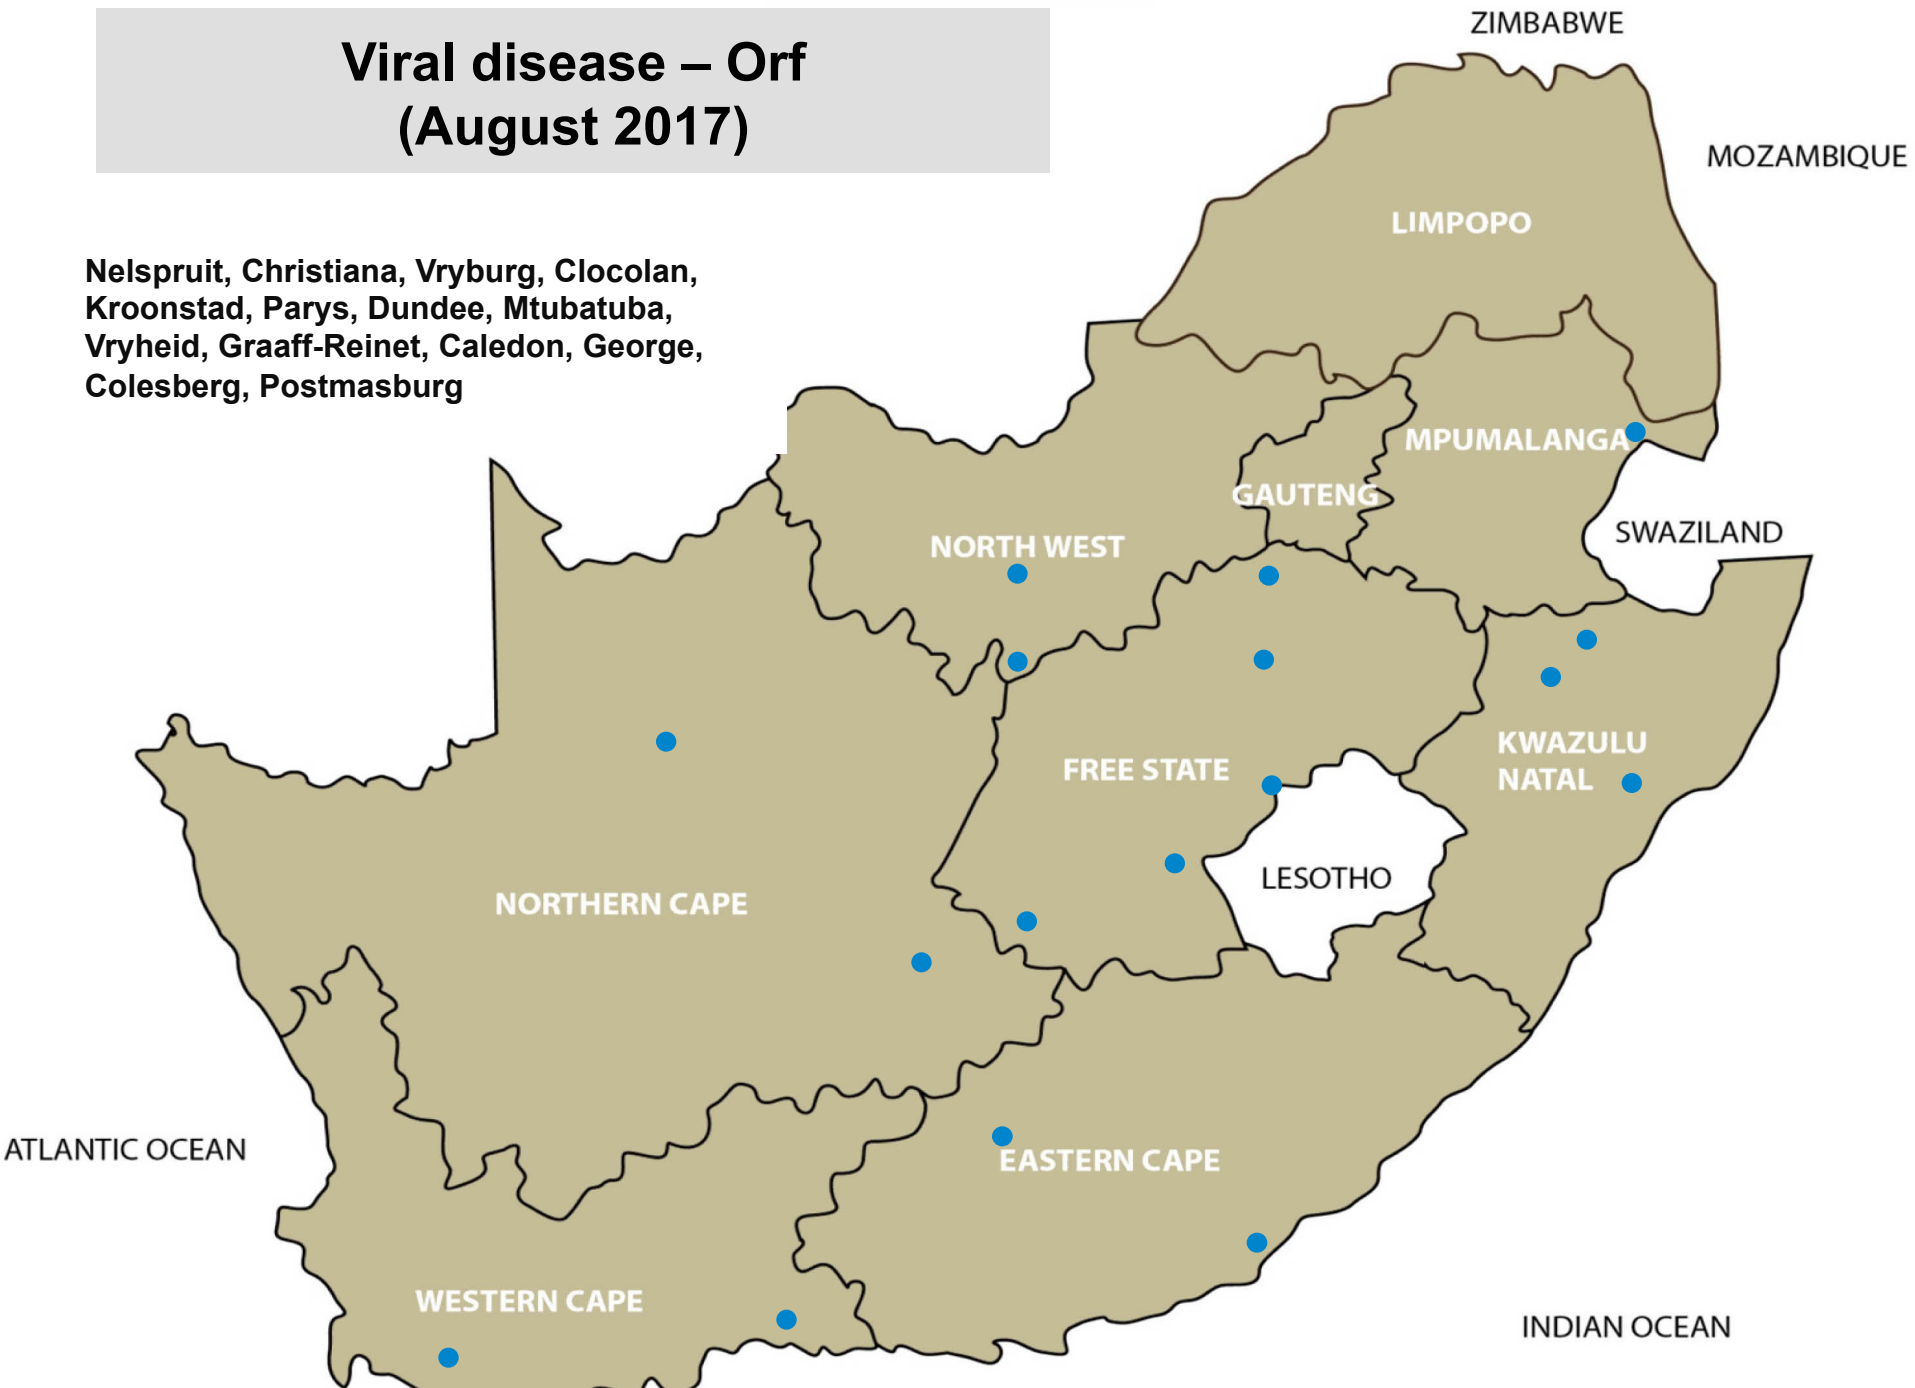 Viral disease – Orf
(August 2017)
Nelspruit, Christiana, Vryburg, Clocolan,
Kroonstad, Parys, Dundee, Mtubatuba,
Vryheid, Graaff-Reinet, Caledon, George,
Colesberg, Postmasburg
ZIMBABWE
MOZAMBIQUE
LIMPOPO
MPUMALANGA
GAUTENG
SWAZILAND
NORTH WEST
KWAZULU
NATAL
FREE STATE
LESOTHO
NORTHERN CAPE
ATLANTIC OCEAN
EASTERN CAPE
WESTERN CAPE
INDIAN OCEAN